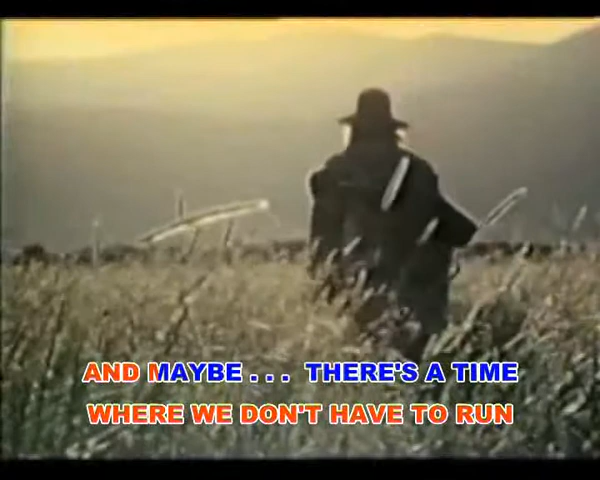 AND MAYBE . . .  THERE'S A TIME
WHERE WE DON'T HAVE TO RUN